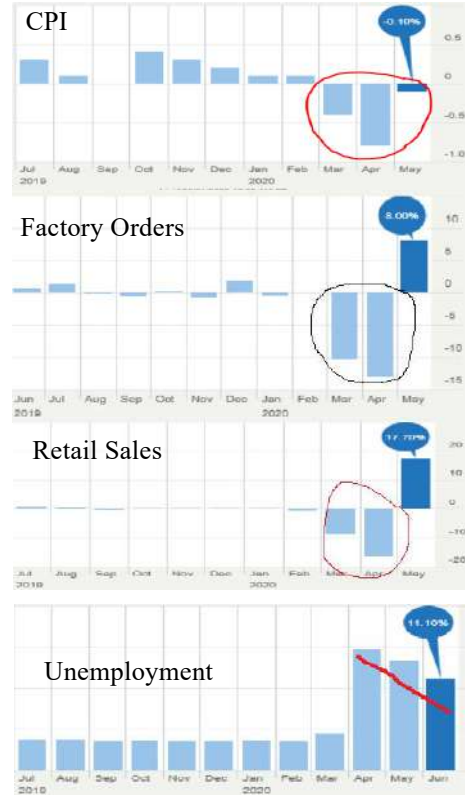 CPI
-0.10%
0.5
0
-0.5
-1.0
Jul Aug Sep Oct Nov Dec Jan Feb Mar Apr May
2019 2020
Factory Orders
8.00%
10
5
0
-5
-10
-15
Jun Jul Aug Sep Oct Nov Dec Jan Feb Mar Apr May
2019 2020
Retail Sales
17.70%
20
0
-20
Jul Aug Sep Oct Nov Dec Jan Feb Mar Apr May
2019 2020
Unemployment
11.10%
Jul Aug Sep Oct Nov Dec Jan Feb Mar Apr May Jun
2019 2020